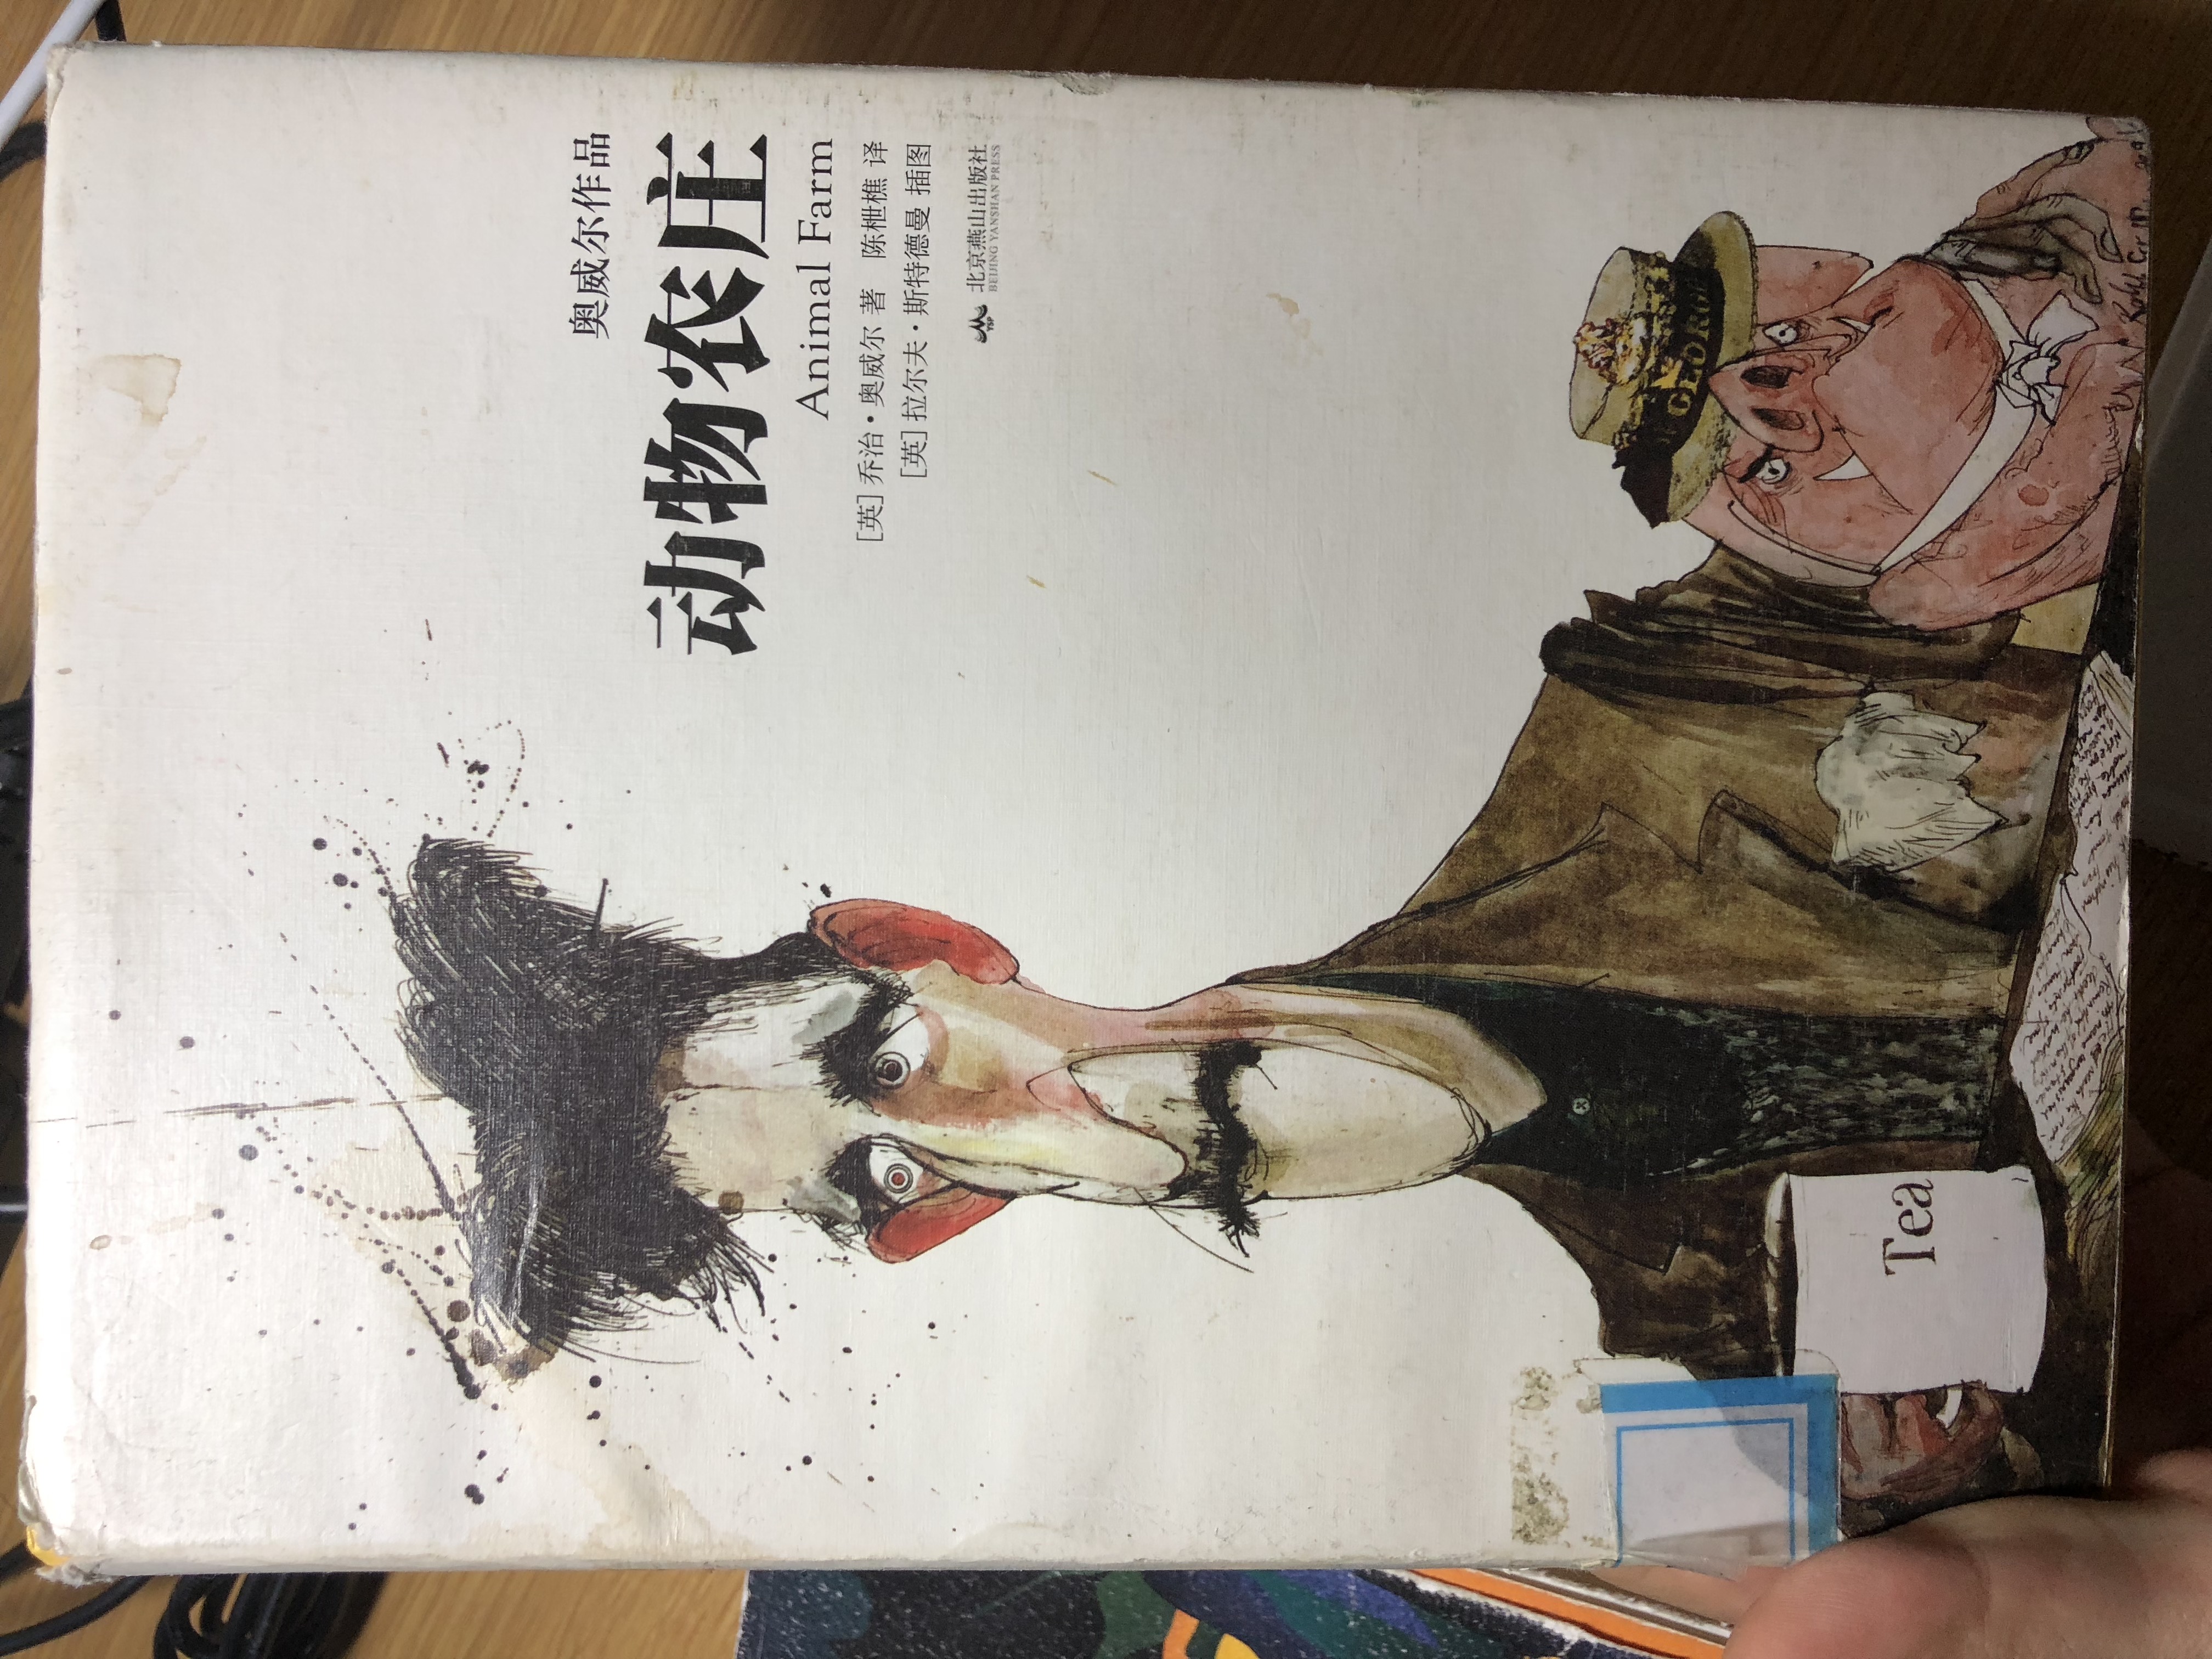 奥威尔作品
动物农庄
Animal Farm
[英]乔治·奥威尔 著 陈枻樵 译
[英]拉尔夫·斯特德曼 插图
YSP
北京燕山出版社
BEIJING YANSHAN PRESS
Tea